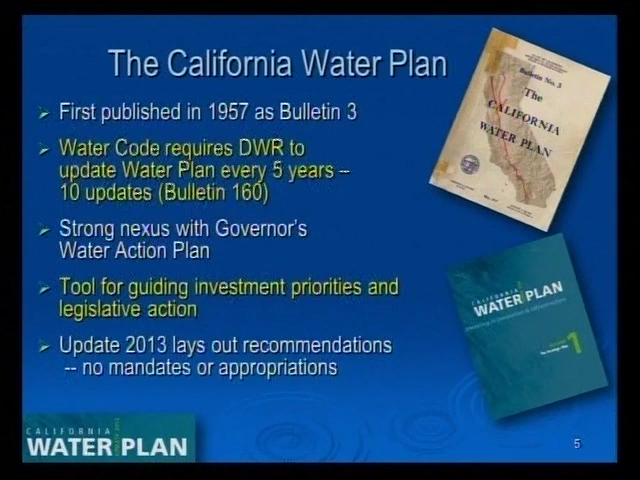 The California Water Plan
➢ First published in 1957 as Bulletin 3
➢ Water Code requires DWR to
update Water Plan every 5 years --
10 updates (Bulletin 160)
➢ Strong nexus with Governor's
Water Action Plan
➢ Tool for guiding investment priorities and
legislative action
➢ Update 2013 lays out recommendations
-- no mandates or appropriations
Bulletin No. 3
The
CALIFORNIA
WATER PLAN
CALIFORNIA
WATER PLAN
1
CALIFORNIA
WATER PLAN
5